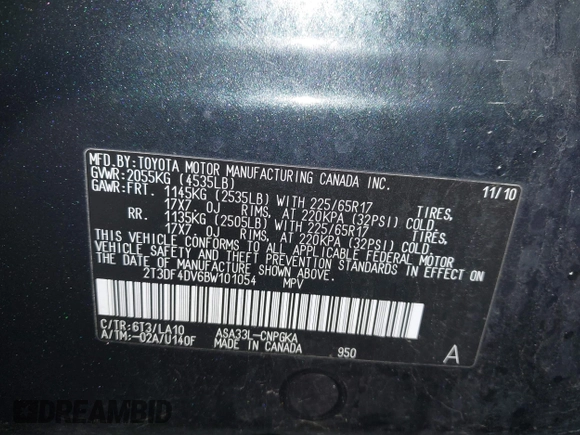 MFD.BY:TOYOTA MOTOR MANUFACTURING CANADA INC.
GVWR:2055KG (4535LB) 11/10
GAWR:FRT. 1145KG (2535LB) WITH 225/65R17 TIRES,
17X7. 0J RIMS, AT 220KPA (32PSI) COLD
RR. 1135KG (2505LB) WITH 225/65R17 TIRES,
17X7. 0J RIMS, AT 220KPA (32PSI) COLD
THIS VEHICLE CONFORMS TO ALL APPLICABLE FEDERAL MOTOR
VEHICLE SAFETY AND THEFT PREVENTION STANDARDS IN EFFECT ON
THE DATE OF MANUFACTURE SHOWN ABOVE.
2T3DF4DV6BW101054 MPV
C/TR:6T3/LA10 ASA33L-CNPGKA
A/TM:-02A/U140F MADE IN CANADA 950 A
DREAMBID